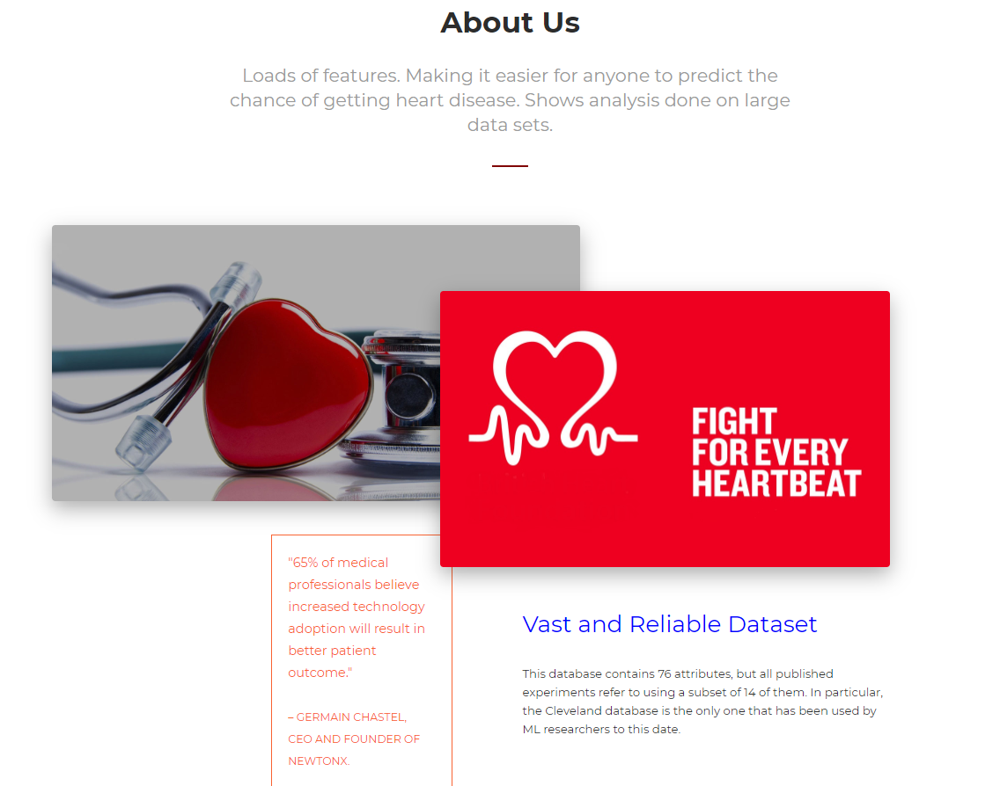 About Us
Loads of features. Making it easier for anyone to predict the
chance of getting heart disease. Shows analysis done on large
data sets.
FIGHT
FOR EVERY
HEARTBEAT
"65% of medical
professionals believe
increased technology
adoption will result in
better patient
outcome."
– GERMAIN CHASTEL,
CEO AND FOUNDER OF
NEWTONX.
Vast and Reliable Dataset
This database contains 76 attributes, but all published
experiments refer to using a subset of 14 of them. In particular,
the Cleveland database is the only one that has been used by
ML researchers to this date.